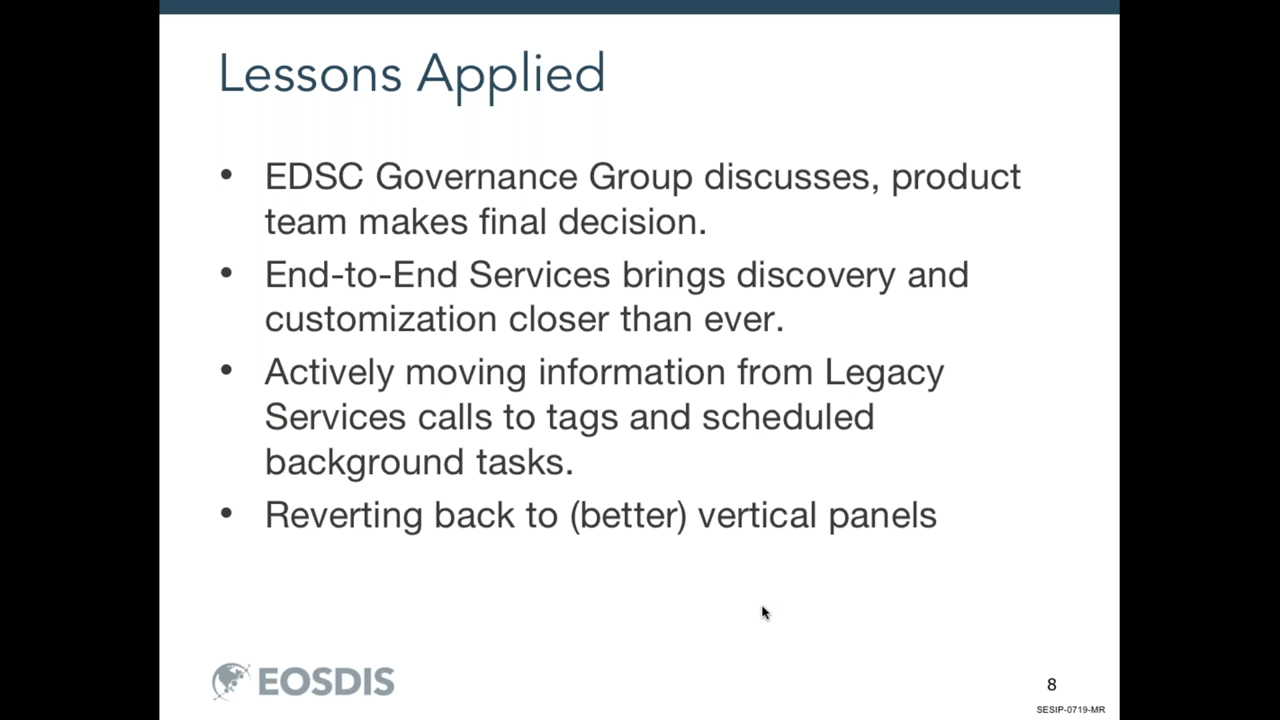 Lessons Applied
• EDSC Governance Group discusses, product
team makes final decision.
• End-to-End Services brings discovery and
customization closer than ever.
• Actively moving information from Legacy
Services calls to tags and scheduled
background tasks.
• Reverting back to (better) vertical panels
EOSDIS
8
SESIP-0719-MR